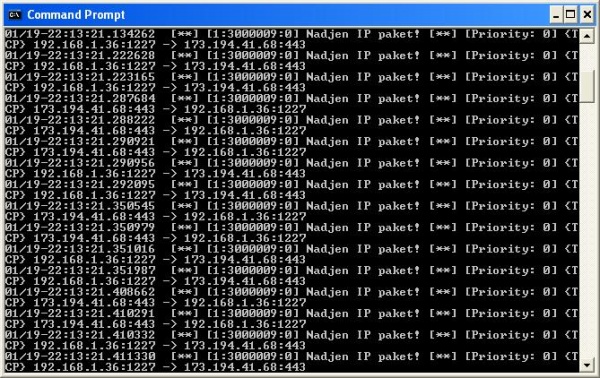 Command Prompt
01/19-22:13:21.134262  [**] [1:3000009:0] Nadjen IP paket! [**] [Priority: 0] {T
CP} 192.168.1.36:1227 -> 173.194.41.68:443
01/19-22:13:21.222620  [**] [1:3000009:0] Nadjen IP paket! [**] [Priority: 0] {T
CP} 173.194.41.68:443 -> 192.168.1.36:1227
01/19-22:13:21.223165  [**] [1:3000009:0] Nadjen IP paket! [**] [Priority: 0] {T
CP} 192.168.1.36:1227 -> 173.194.41.68:443
01/19-22:13:21.287684  [**] [1:3000009:0] Nadjen IP paket! [**] [Priority: 0] {T
CP} 173.194.41.68:443 -> 192.168.1.36:1227
01/19-22:13:21.288222  [**] [1:3000009:0] Nadjen IP paket! [**] [Priority: 0] {T
CP} 173.194.41.68:443 -> 192.168.1.36:1227
01/19-22:13:21.290921  [**] [1:3000009:0] Nadjen IP paket! [**] [Priority: 0] {T
CP} 173.194.41.68:443 -> 192.168.1.36:1227
01/19-22:13:21.290956  [**] [1:3000009:0] Nadjen IP paket! [**] [Priority: 0] {T
CP} 192.168.1.36:1227 -> 173.194.41.68:443
01/19-22:13:21.292095  [**] [1:3000009:0] Nadjen IP paket! [**] [Priority: 0] {T
CP} 192.168.1.36:1227 -> 173.194.41.68:443
01/19-22:13:21.350545  [**] [1:3000009:0] Nadjen IP paket! [**] [Priority: 0] {T
CP} 173.194.41.68:443 -> 192.168.1.36:1227
01/19-22:13:21.350979  [**] [1:3000009:0] Nadjen IP paket! [**] [Priority: 0] {T
CP} 173.194.41.68:443 -> 192.168.1.36:1227
01/19-22:13:21.351016  [**] [1:3000009:0] Nadjen IP paket! [**] [Priority: 0] {T
CP} 192.168.1.36:1227 -> 173.194.41.68:443
01/19-22:13:21.351987  [**] [1:3000009:0] Nadjen IP paket! [**] [Priority: 0] {T
CP} 192.168.1.36:1227 -> 173.194.41.68:443
01/19-22:13:21.408662  [**] [1:3000009:0] Nadjen IP paket! [**] [Priority: 0] {T
CP} 173.194.41.68:443 -> 192.168.1.36:1227
01/19-22:13:21.410291  [**] [1:3000009:0] Nadjen IP paket! [**] [Priority: 0] {T
CP} 173.194.41.68:443 -> 192.168.1.36:1227
01/19-22:13:21.410332  [**] [1:3000009:0] Nadjen IP paket! [**] [Priority: 0] {T
CP} 192.168.1.36:1227 -> 173.194.41.68:443
01/19-22:13:21.411330  [**] [1:3000009:0] Nadjen IP paket! [**] [Priority: 0] {T
CP} 192.168.1.36:1227 -> 173.194.41.68:443